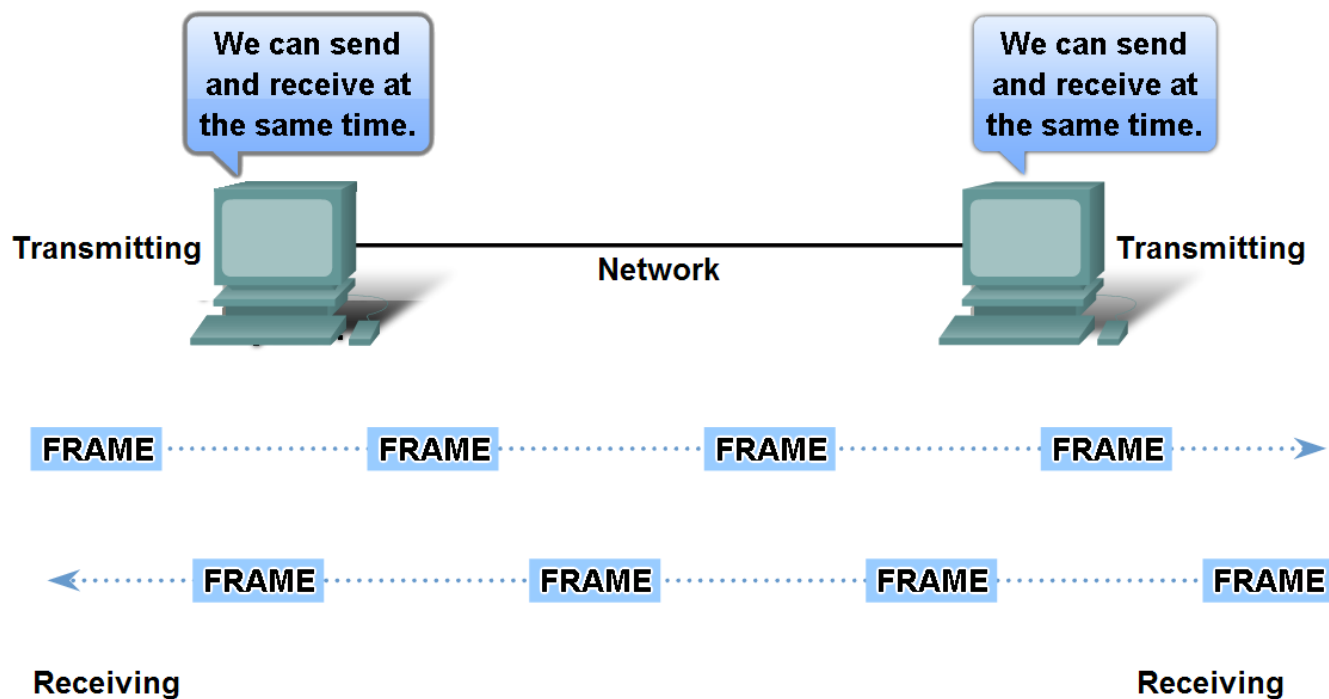 We can send
and receive at
the same time.
We can send
and receive at
the same time.
Transmitting
Network
Transmitting
FRAME FRAME FRAME FRAME
FRAME FRAME FRAME FRAME
Receiving
Receiving